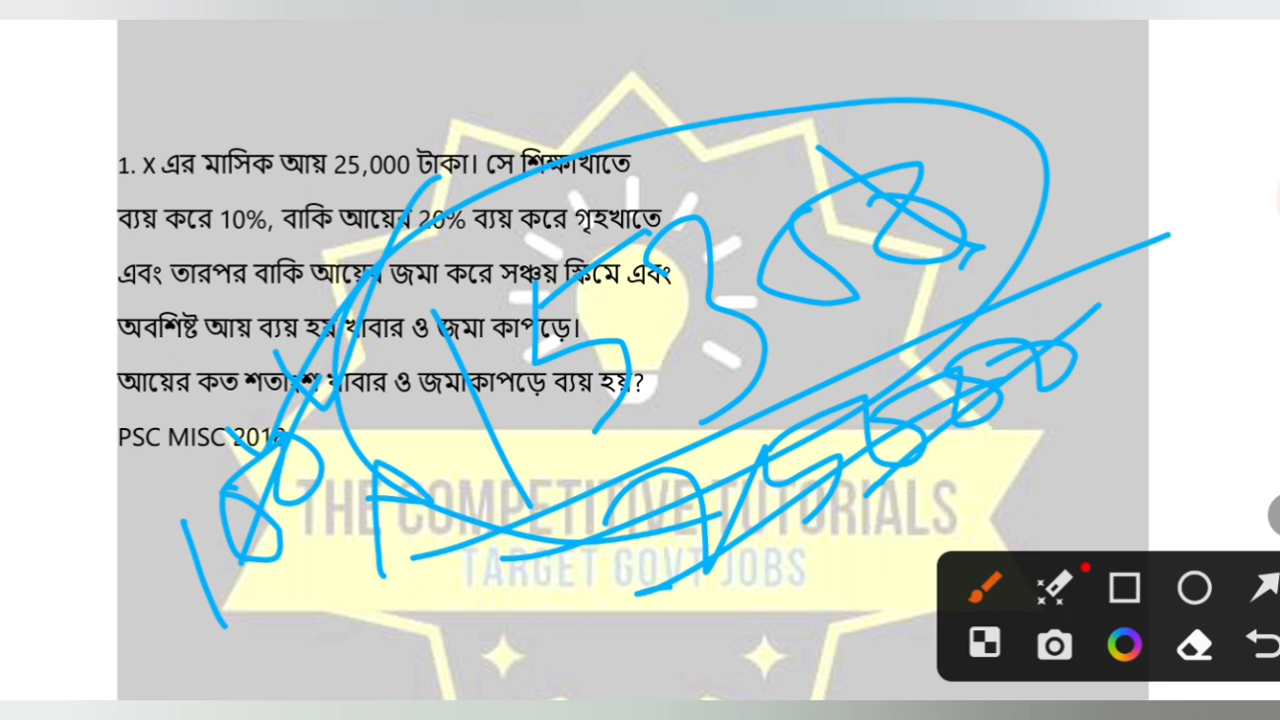 1. X এর মাসিক আয় 25,000 টাকা। সে শিক্ষাখাতে
ব্যয় করে 10%, বাকি আয়ের 20% ব্যয় করে গৃহখাতে
এবং তারপর বাকি আয়ের জমা করে সঞ্চয় স্কিমে এবং
অবশিষ্ট আয় ব্যয় হয় খাবার ও জমা কাপড়ে।
আয়ের কত শতাংশ খাবার ও জমাকাপড়ে ব্যয় হয়?
PSC MISC
THE COMPETITIVE TUTORIALS
TARGET GOVT JOBS